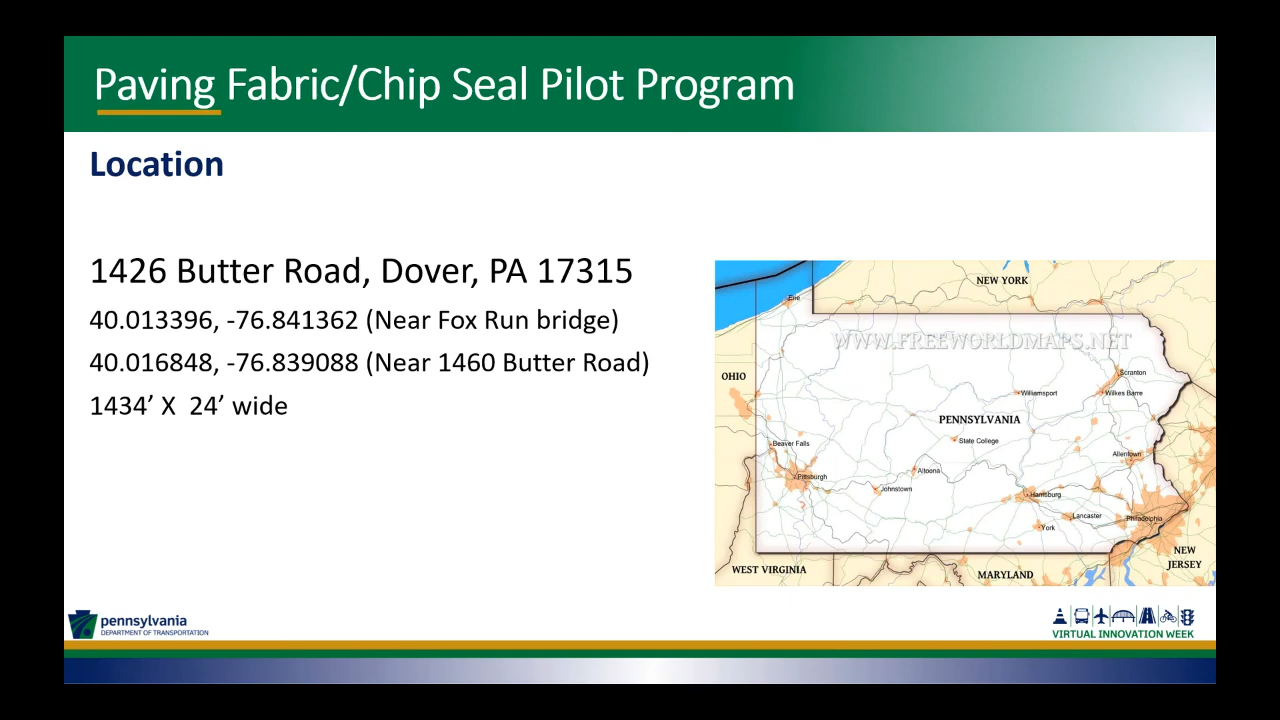 Paving Fabric/Chip Seal Pilot Program
Location
1426 Butter Road, Dover, PA 17315
40.013396, -76.841362 (Near Fox Run bridge)
40.016848, -76.839088 (Near 1460 Butter Road)
1434’ X  24’ wide
NEW YORK
Erie
WWW.FREEWORLDMAPS.NET
OHIO
Scranton
Williamsport
Wilkes Barre
PENNSYLVANIA
State College
Beaver Falls
Allentown
Altoona
Pittsburgh
Johnstown
Harrisburg
Lancaster
Philadelphia
York
NEW
JERSEY
WEST VIRGINIA
MARYLAND
pennsylvania
DEPARTMENT OF TRANSPORTATION
VIRTUAL INNOVATION WEEK